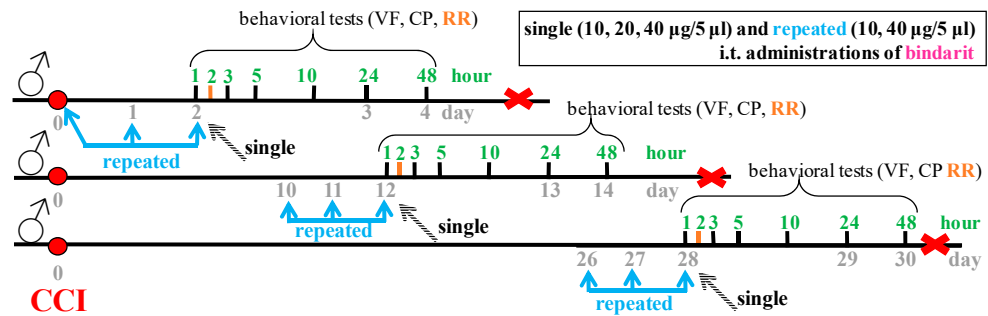 behavioral tests (VF, CP, RR)
single (10, 20, 40 µg/5 µl) and repeated (10, 40 µg/5 µl)
i.t. administrations of bindarit
1 2 3 5 10 24 48 hour
0 1 2 3 4 day
repeated
single
behavioral tests (VF, CP, RR)
1 2 3 5 10 24 48 hour
0 10 11 12 13 14 day
repeated
single
behavioral tests (VF, CP RR)
1 2 3 5 10 24 48 hour
0 26 27 28 29 30 day
CCI
repeated
single